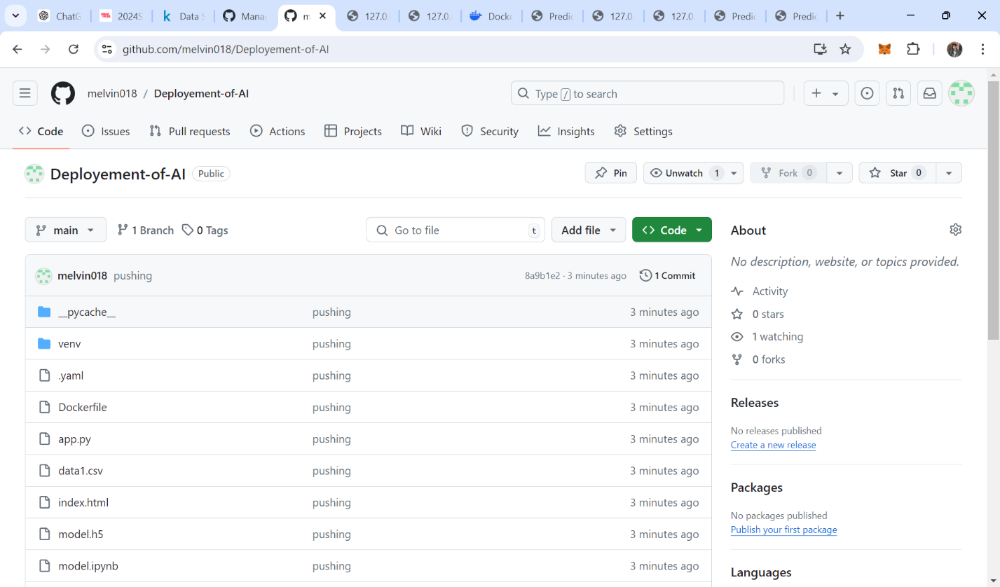 ChatG 2024S Data S Manag m 127.0. 127.0. Docke Predic 127.0. 127.0. Predic Predic
github.com/melvin018/Deployement-of-AI
melvin018 / Deployement-of-AI Type / to search
Code Issues Pull requests Actions Projects Wiki Security Insights Settings
Deployement-of-AI Public Pin Unwatch 1 Fork 0 Star 0
main 1 Branch 0 Tags Go to file t Add file Code About
No description, website, or topics provided.
melvin018 pushing 8a9b1e2 · 3 minutes ago 1 Commit
Activity
__pycache__ pushing 3 minutes ago
0 stars
1 watching
venv pushing 3 minutes ago
0 forks
.yaml pushing 3 minutes ago
Dockerfile pushing 3 minutes ago
Releases
No releases published
app.py pushing 3 minutes ago
Create a new release
data1.csv pushing 3 minutes ago
Packages
index.html pushing 3 minutes ago
No packages published
Publish your first package
model.h5 pushing 3 minutes ago
model.ipynb pushing 3 minutes ago
Languages